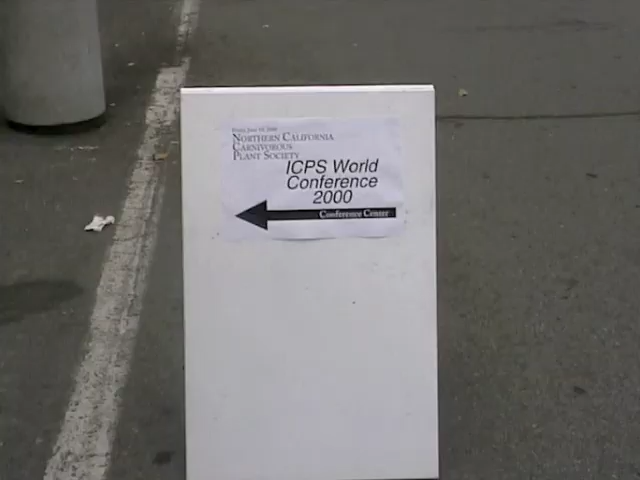 Northern California
Carnivorous
Plant Society
ICPS World
Conference
2000
Conference Center